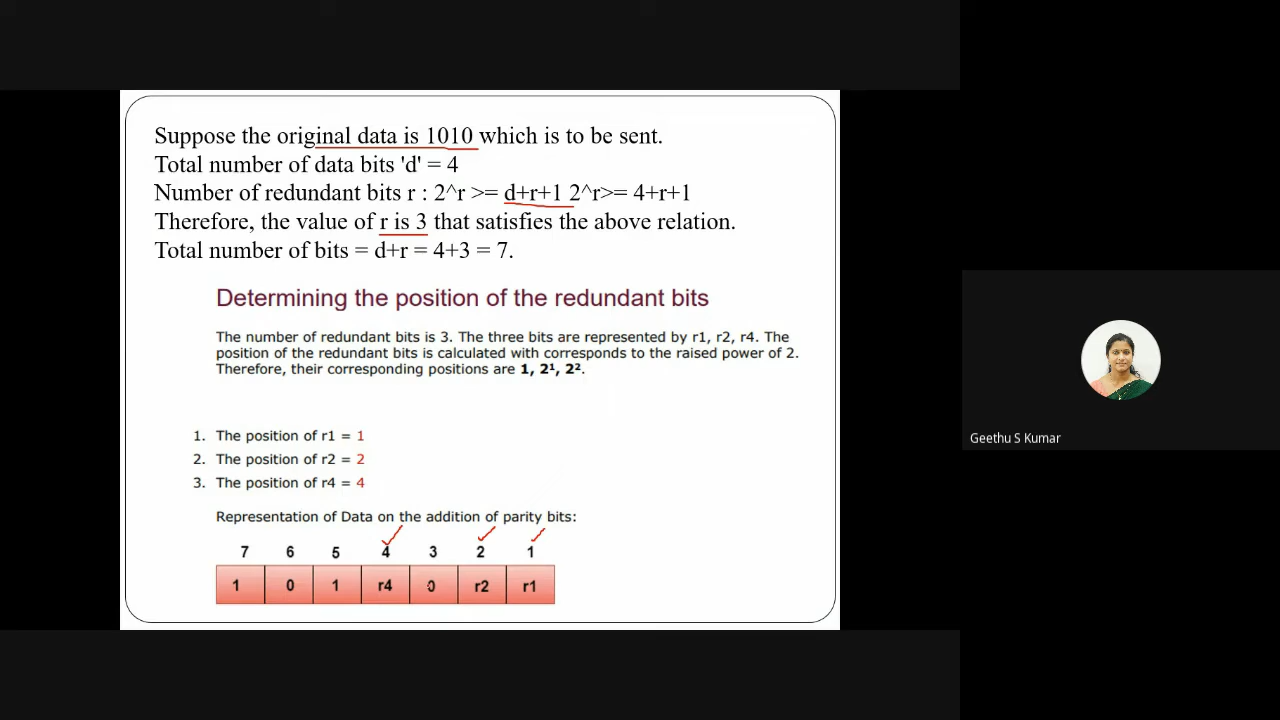 Suppose the original data is 1010 which is to be sent.
Total number of data bits 'd' = 4
Number of redundant bits r : 2^r >= d+r+1 2^r>= 4+r+1
Therefore, the value of r is 3 that satisfies the above relation.
Total number of bits = d+r = 4+3 = 7.
Determining the position of the redundant bits
The number of redundant bits is 3. The three bits are represented by r1, r2, r4. The
position of the redundant bits is calculated with corresponds to the raised power of 2.
Therefore, their corresponding positions are 1, 2¹, 2².
1. The position of r1 = 1
2. The position of r2 = 2
3. The position of r4 = 4
Representation of Data on the addition of parity bits:
7 6 5 4 3 2 1
1 0 1 r4 0 r2 r1
Geethu S Kumar